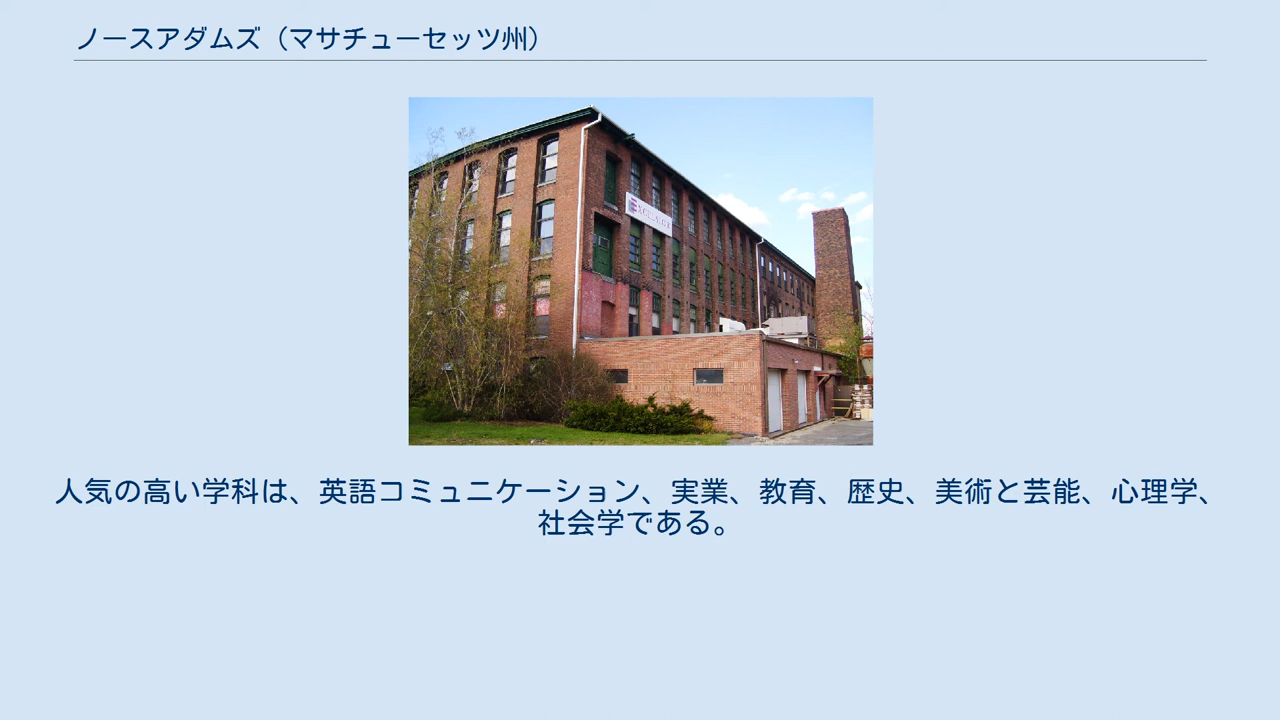 ノースアダムズ（マサチューセッツ州）
人気の高い学科は、英語コミュニケーション、実業、教育、歴史、美術と芸能、心理学、
社会学である。